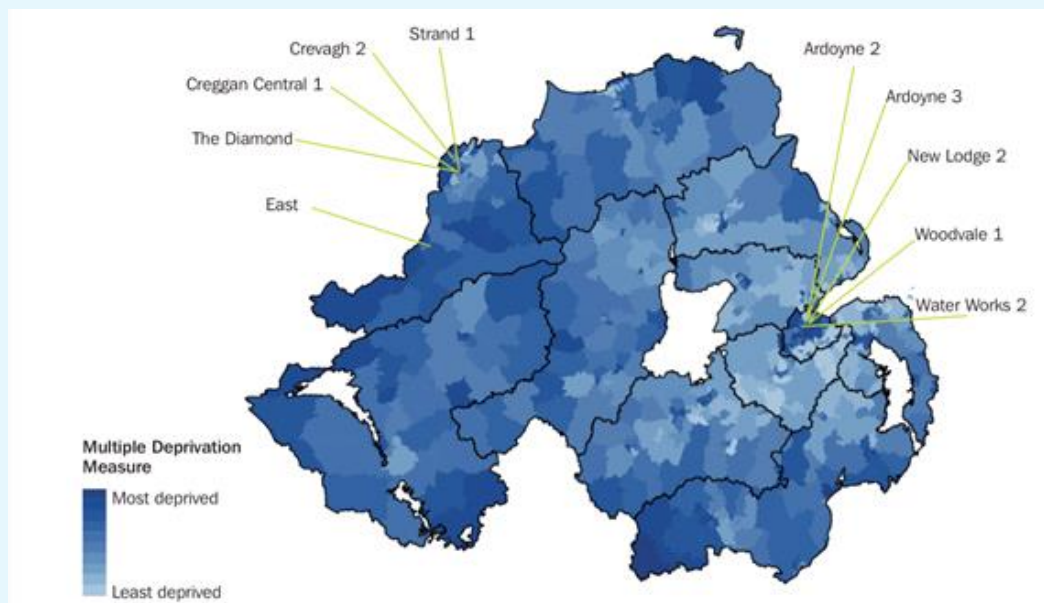 Strand 1
Crevagh 2
Creggan Central 1
The Diamond
East
Ardoyne 2
Ardoyne 3
New Lodge 2
Woodvale 1
Water Works 2
Multiple Deprivation
Measure
Most deprived
Least deprived